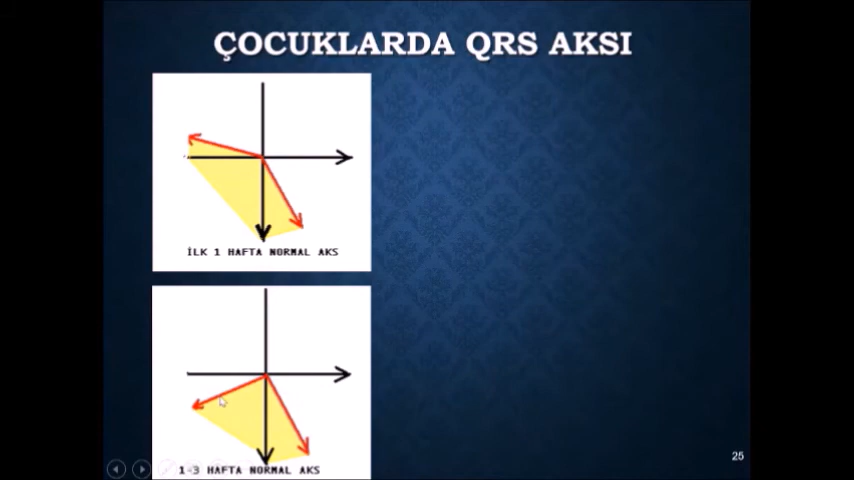 ÇOCUKLARDA QRS AKSI
İLK 1 HAFTA NORMAL AKS
1-3 HAFTA NORMAL AKS
25